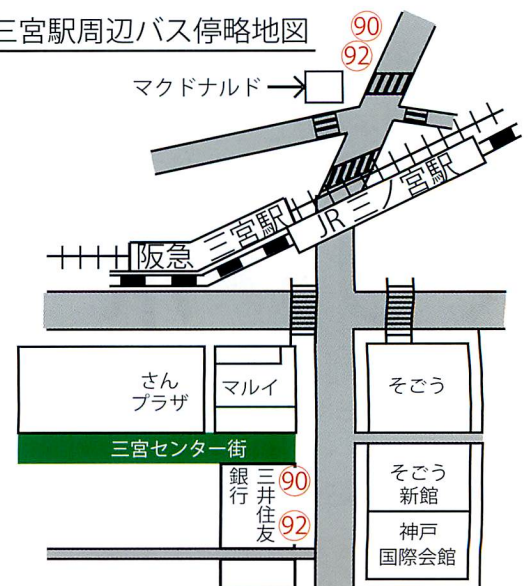 三宮駅周辺バス停略地図
90
92
マクドナルド
JR 三ノ宮駅
阪急 三宮駅
さん
プラザ
マルイ
そごう
三宮センター街
三井住友
銀行
90
92
そごう
新館
神戸
国際会館